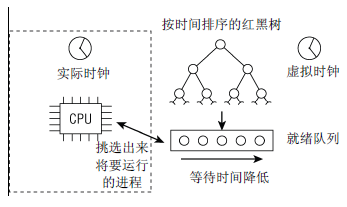 按时间排序的红黑树
实际时钟
虚拟时钟
CPU
挑选出来
将要运行
的进程
就绪队列
等待时间降低